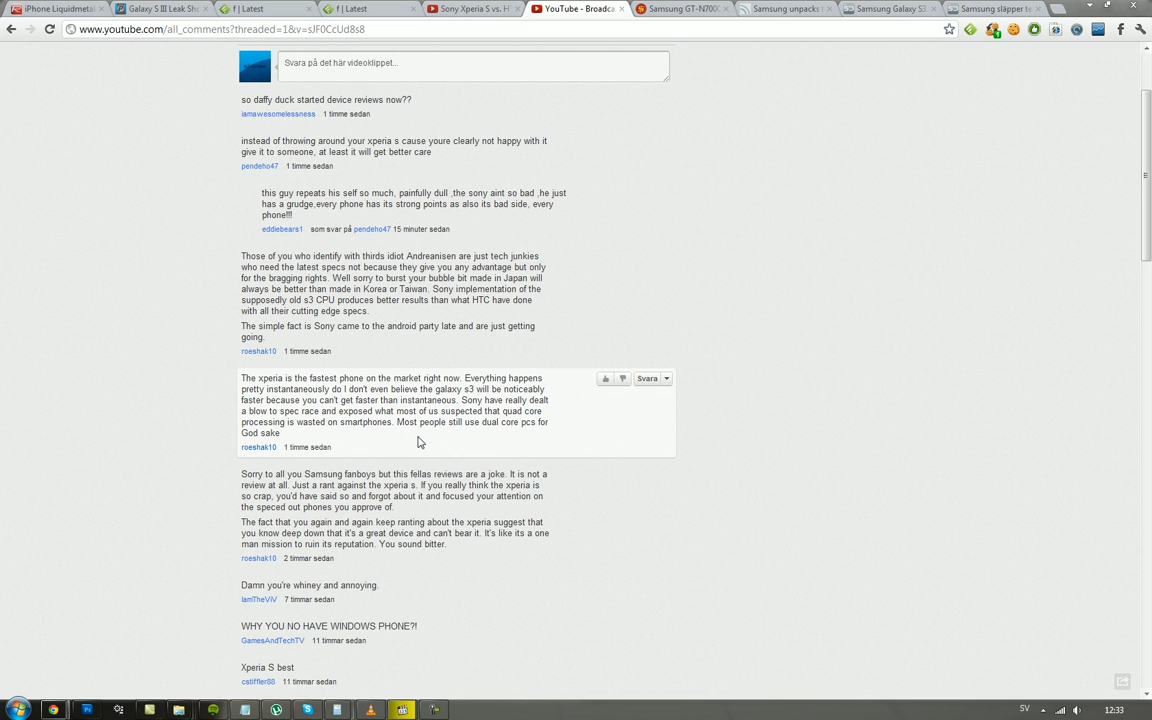 iPhone Liquidmetal
Galaxy S III Leak Sho
f | Latest
f | Latest
Sony Xperia S vs. H
YouTube - Broadca
Samsung GT-N700
Samsung unpacks
Samsung Galaxy S3
Samsung släpper te
www.youtube.com/all_comments?threaded=1&v=sJF0CcUd8s8
Svara på det här videoklippet...
so daffy duck started device reviews now??
iamawesomelessness 1 timme sedan
instead of throwing around your xperia s cause youre clearly not happy with it
give it to someone, at least it will get better care
pendeho47 1 timme sedan
this guy repeats his self so much, painfully dull ,the sony aint so bad ,he just
has a grudge,every phone has its strong points as also its bad side, every
phone!!!
eddiebears1 som svar på pendeho47 15 minuter sedan
Those of you who identify with thirds idiot Andreanisen are just tech junkies
who need the latest specs not because they give you any advantage but only
for the bragging rights. Well sorry to burst your bubble bit made in Japan will
always be better than made in Korea or Taiwan. Sony implementation of the
supposedly old s3 CPU produces better results than what HTC have done
with all their cutting edge specs.
The simple fact is Sony came to the android party late and are just getting
going.
roeshak10 1 timme sedan
The xperia is the fastest phone on the market right now. Everything happens
pretty instantaneously do I don't even believe the galaxy s3 will be noticeably
faster because you can't get faster than instantaneous. Sony have really dealt
a blow to spec race and exposed what most of us suspected that quad core
processing is wasted on smartphones. Most people still use dual core pcs for
God sake
Svara
roeshak10 1 timme sedan
Sorry to all you Samsung fanboys but this fellas reviews are a joke. It is not a
review at all. Just a rant against the xperia s. If you really think the xperia is
so crap, you'd have said so and forgot about it and focused your attention on
the speced out phones you approve of.
The fact that you again and again keep ranting about the xperia suggest that
you know deep down that it's a great device and can't bear it. It's like its a one
man mission to ruin its reputation. You sound bitter.
roeshak10 2 timmar sedan
Damn you're whiney and annoying.
IamTheViV 7 timmar sedan
WHY YOU NO HAVE WINDOWS PHONE?!
GamesAndTechTV 11 timmar sedan
Xperia S best
cstiffler88 11 timmar sedan
SV
12:33